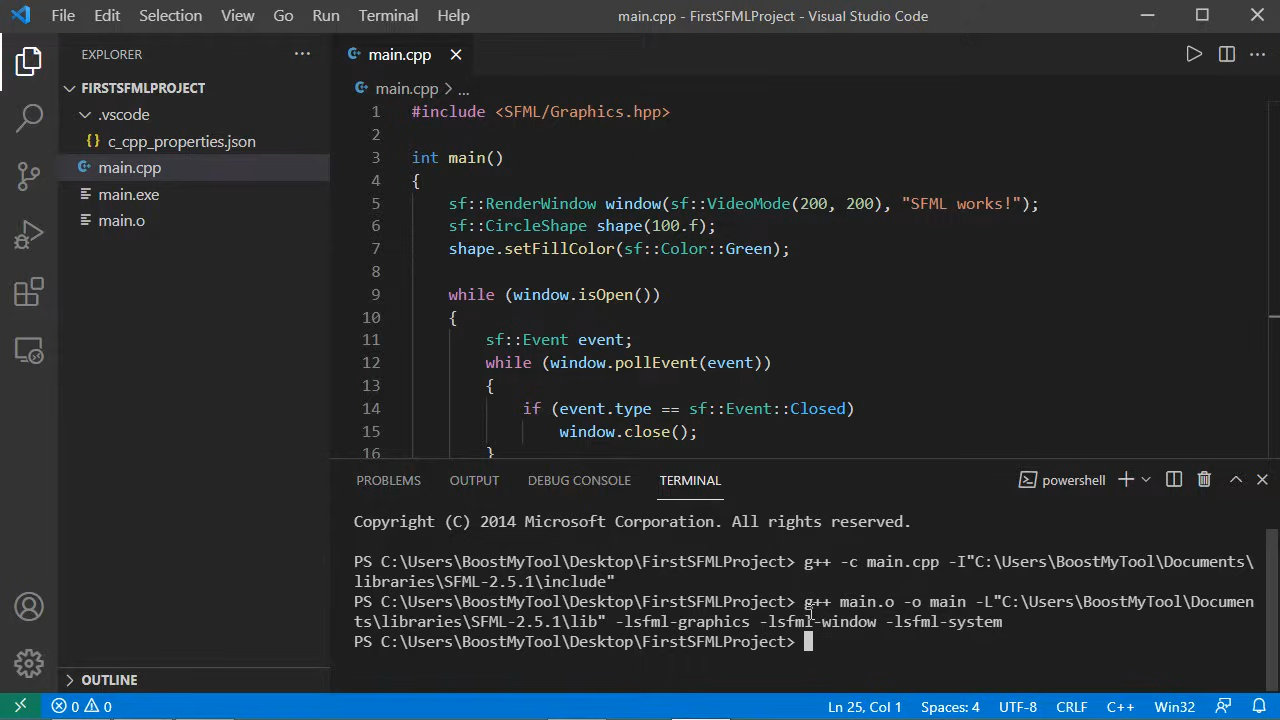 File Edit Selection View Go Run Terminal Help main.cpp - FirstSFMLProject - Visual Studio Code
EXPLORER
FIRSTSFMLPROJECT
.vscode
{} c_cpp_properties.json
main.cpp
main.exe
main.o
OUTLINE
main.cpp
main.cpp > ...
1 #include <SFML/Graphics.hpp>
2
3 int main()
4 {
5 sf::RenderWindow window(sf::VideoMode(200, 200), "SFML works!");
6 sf::CircleShape shape(100.f);
7 shape.setFillColor(sf::Color::Green);
8
9 while (window.isOpen())
10 {
11 sf::Event event;
12 while (window.pollEvent(event))
13 {
14 if (event.type == sf::Event::Closed)
15 window.close();
16 }
PROBLEMS OUTPUT DEBUG CONSOLE TERMINAL powershell
Copyright (C) 2014 Microsoft Corporation. All rights reserved.
PS C:\Users\BoostMyTool\Desktop\FirstSFMLProject> g++ -c main.cpp -I"C:\Users\BoostMyTool\Documents\
libraries\SFML-2.5.1\include"
PS C:\Users\BoostMyTool\Desktop\FirstSFMLProject> g++ main.o -o main -L"C:\Users\BoostMyTool\Documen
ts\libraries\SFML-2.5.1\lib" -lsfml-graphics -lsfml-window -lsfml-system
PS C:\Users\BoostMyTool\Desktop\FirstSFMLProject>
0 0 Ln 25, Col 1 Spaces: 4 UTF-8 CRLF C++ Win32